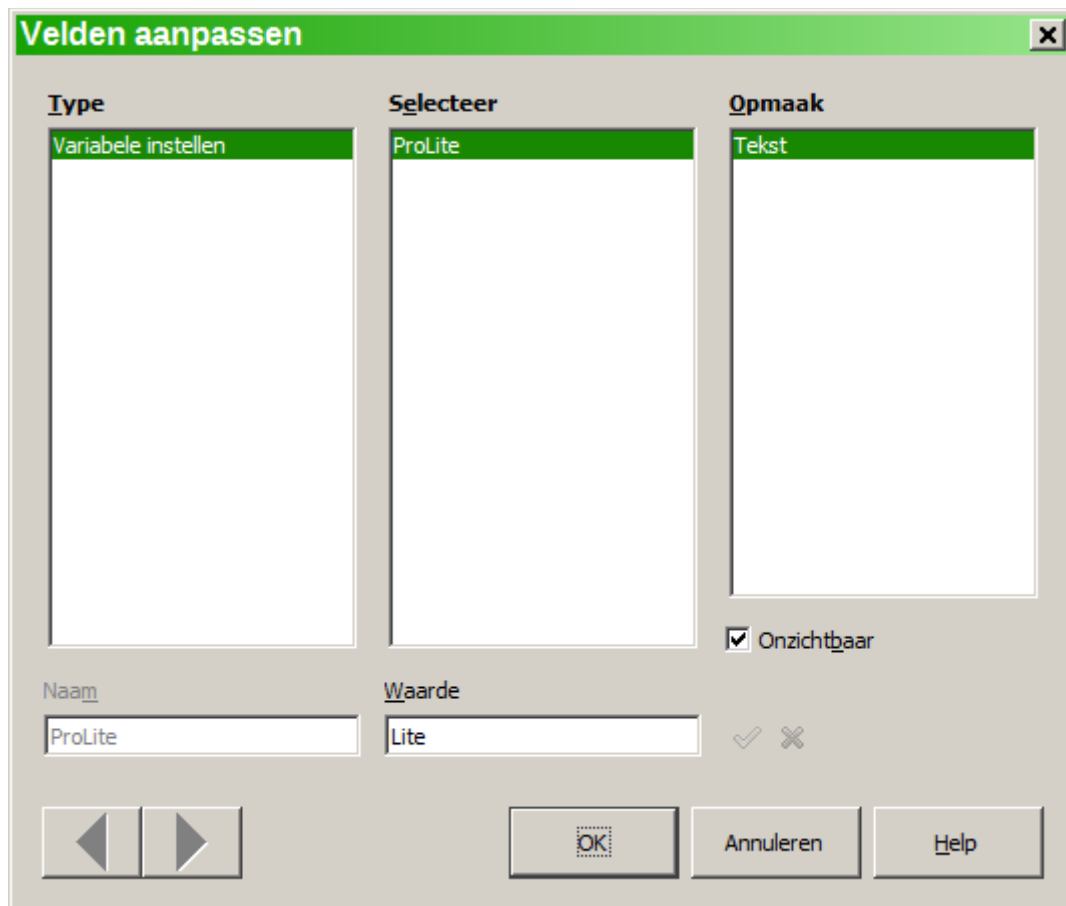 Velden aanpassen
Type Selecteer Opmaak
Variabele instellen ProLite Tekst
Onzichtbaar
Naam Waarde
ProLite Lite
OK Annuleren Help